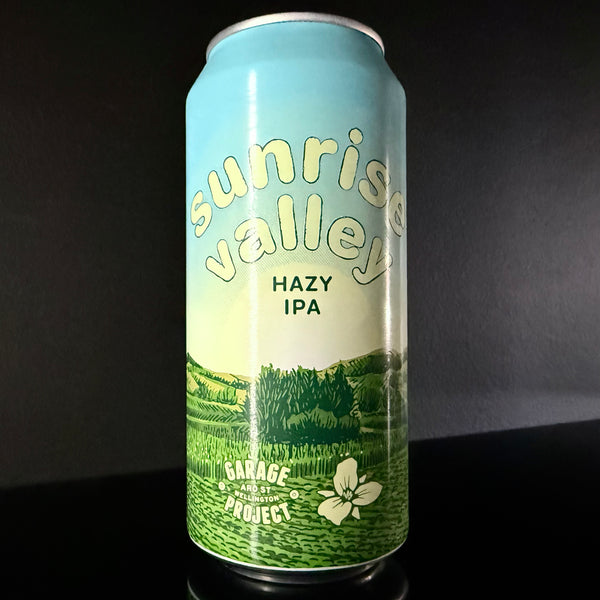 sunrise
valley
HAZY
IPA
GARAGE
ARO ST
WELLINGTON
PROJECT